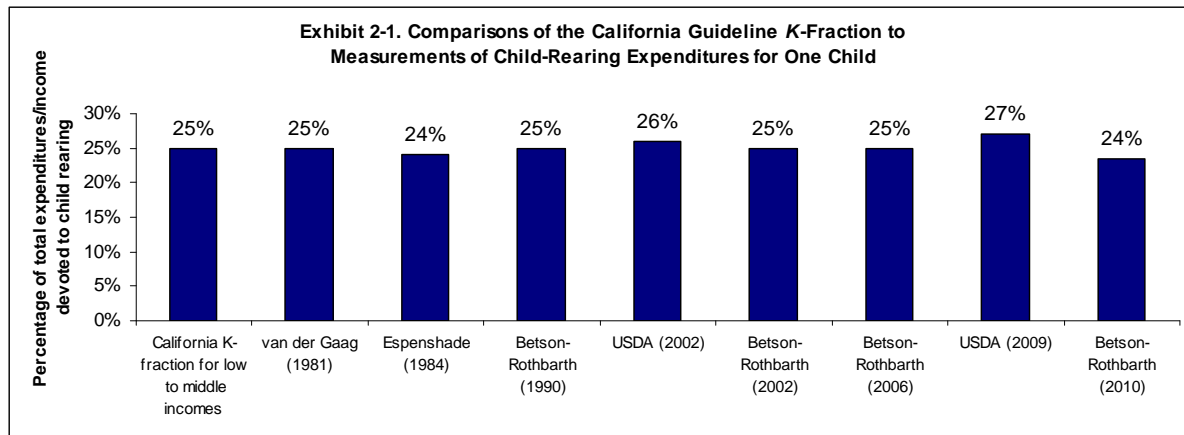 Exhibit 2-1. Comparisons of the California Guideline K-Fraction to
Measurements of Child-Rearing Expenditures for One Child
Percentage of total expenditures/income
devoted to child rearing
30%
25%
20%
15%
10%
5%
0%
25%
25%
24%
25%
26%
25%
25%
27%
24%
California K-
fraction for low
to middle
incomes
van der Gaag
(1981)
Espenshade
(1984)
Betson-
Rothbarth
(1990)
USDA (2002)
Betson-
Rothbarth
(2002)
Betson-
Rothbarth
(2006)
USDA (2009)
Betson-
Rothbarth
(2010)